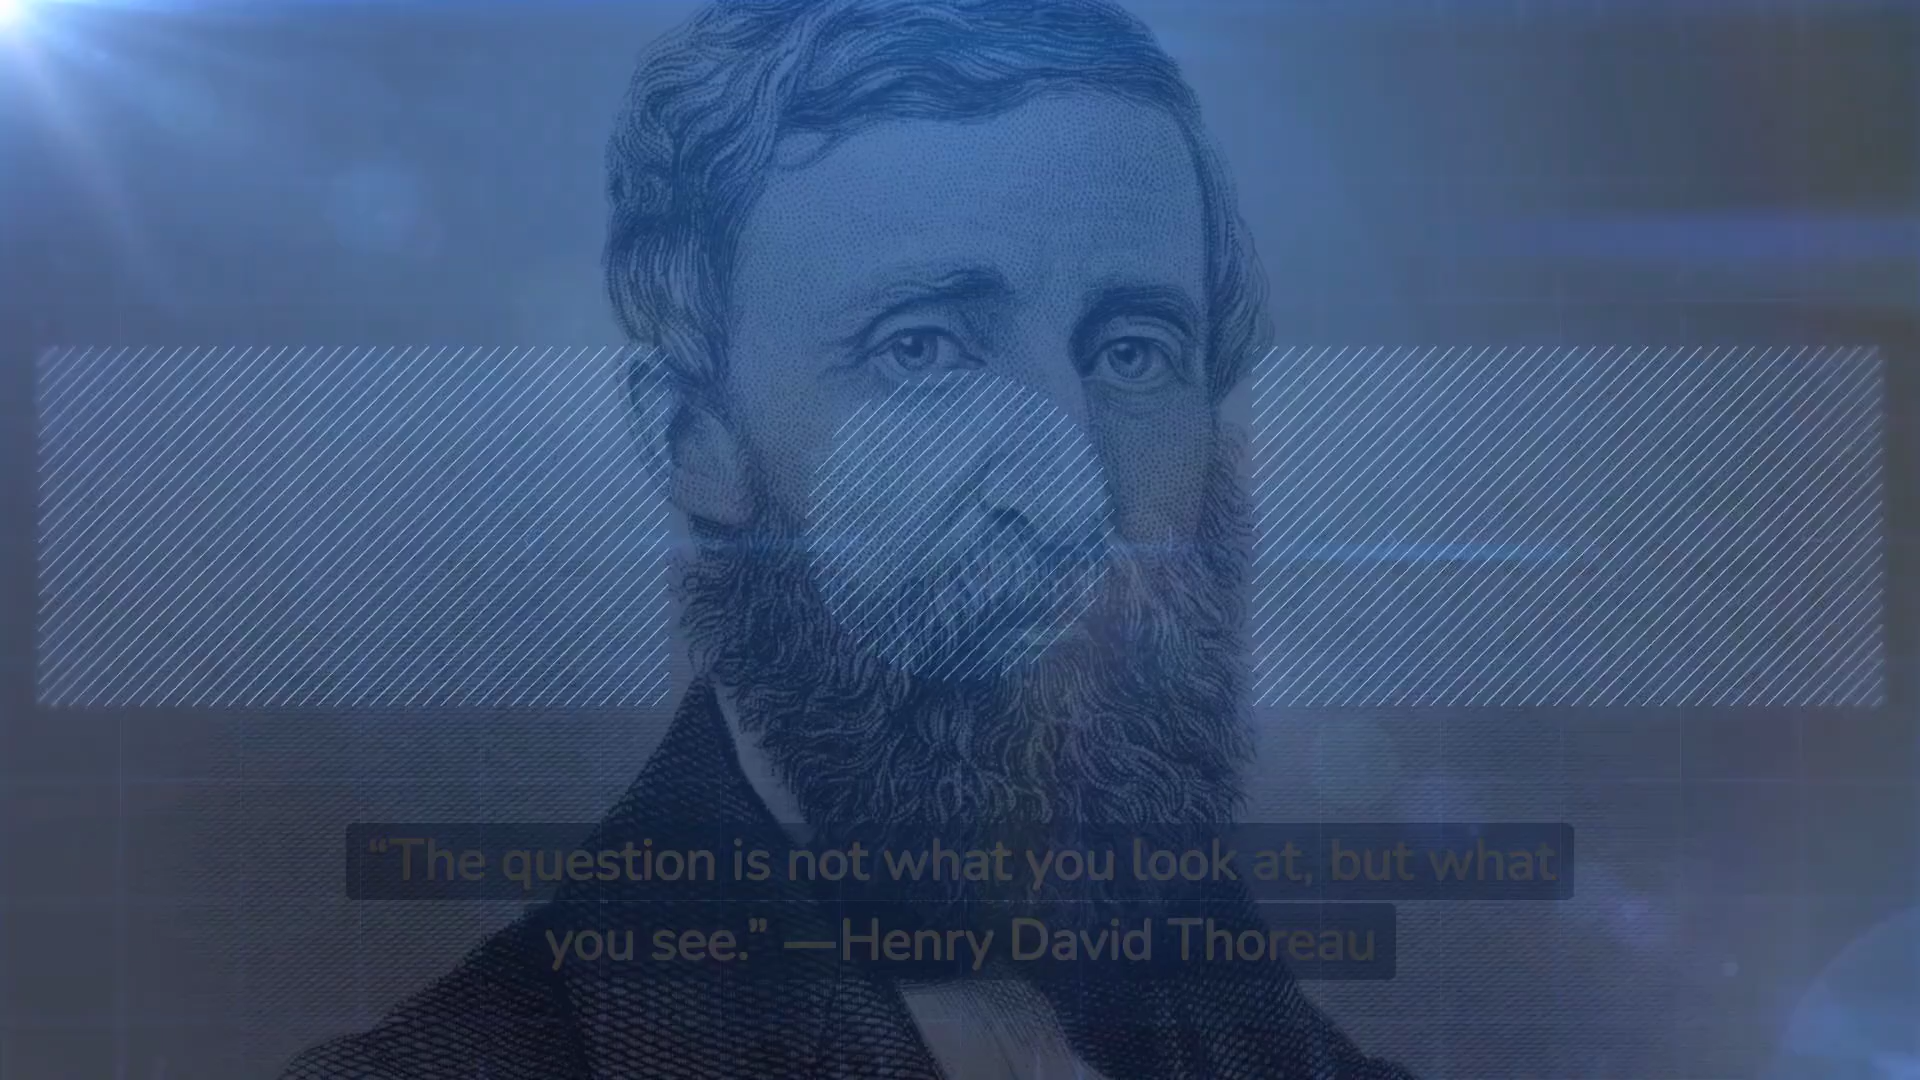 “The question is not what you look at, but what
you see.” —Henry David Thoreau